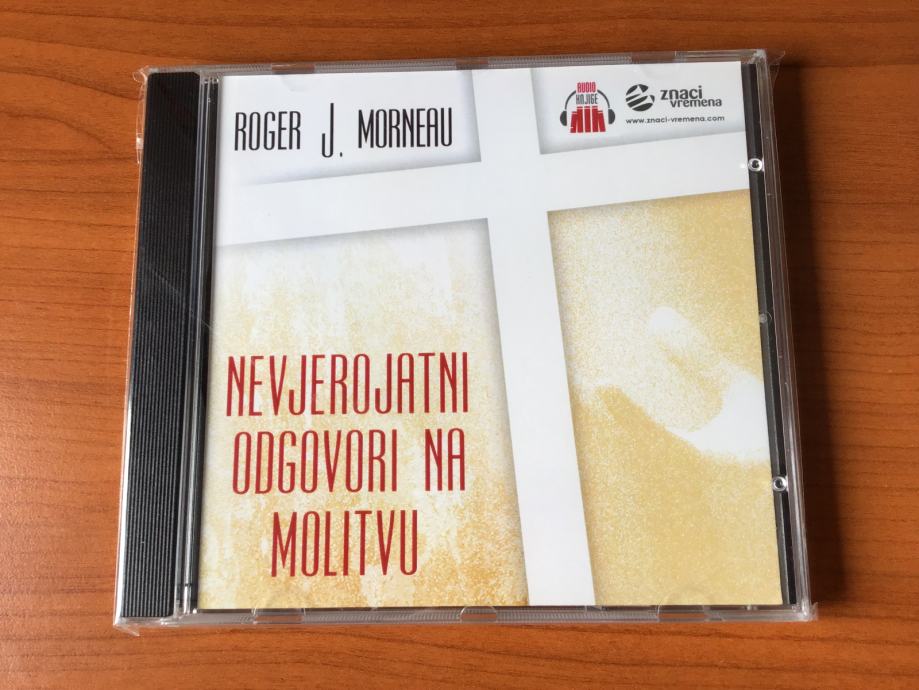 ROGER J. MORNEAU
AUDIO
KNJIGE
znaci
vremena
www.znaci-vremena.com
NEVJEROJATNI
ODGOVORI NA
MOLITVU